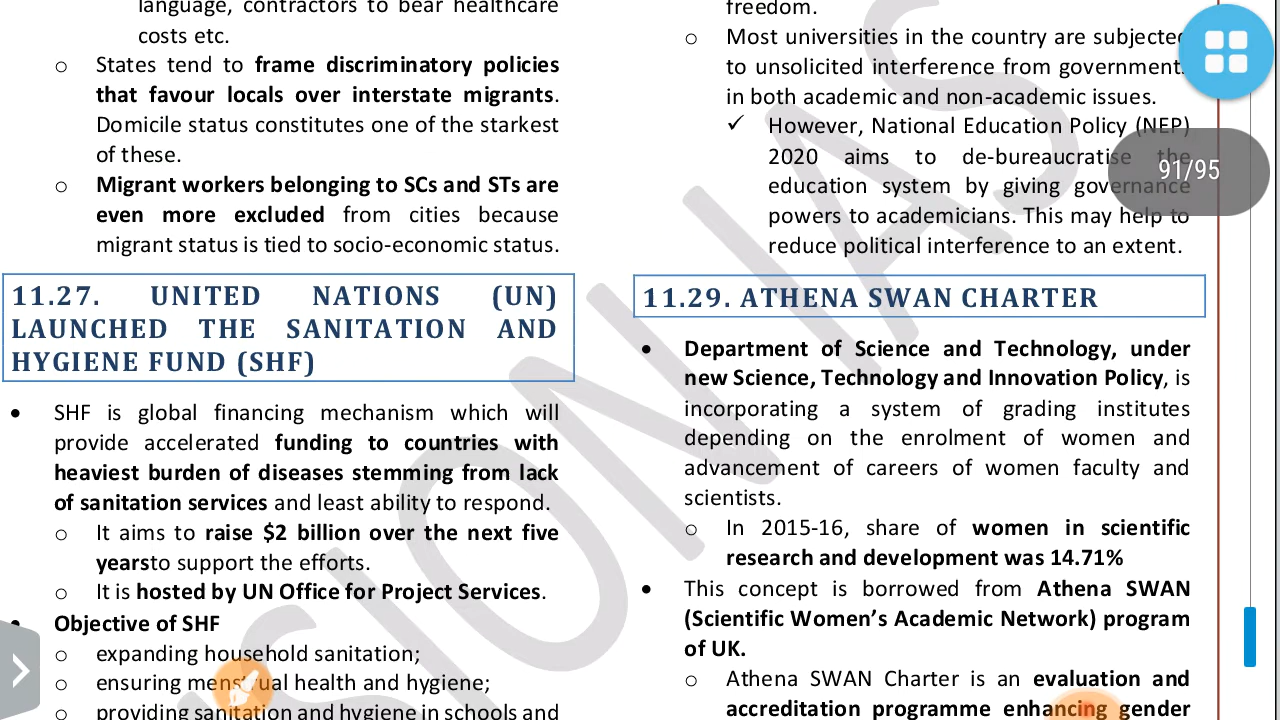 language, contractors to bear healthcare
costs etc.
o States tend to frame discriminatory policies
that favour locals over interstate migrants.
Domicile status constitutes one of the starkest
of these.
o Migrant workers belonging to SCs and STs are
even more excluded from cities because
migrant status is tied to socio-economic status.
11.27. UNITED NATIONS (UN)
LAUNCHED THE SANITATION AND
HYGIENE FUND (SHF)
• SHF is global financing mechanism which will
provide accelerated funding to countries with
heaviest burden of diseases stemming from lack
of sanitation services and least ability to respond.
o It aims to raise $2 billion over the next five
yearsto support the efforts.
o It is hosted by UN Office for Project Services.
• Objective of SHF
o expanding household sanitation;
o ensuring menstrual health and hygiene;
o providing sanitation and hygiene in schools and
freedom.
o Most universities in the country are subjected
to unsolicited interference from governments
in both academic and non-academic issues.
✓ However, National Education Policy (NEP)
2020 aims to de-bureaucratise the
education system by giving governance
powers to academicians. This may help to
reduce political interference to an extent.
11.29. ATHENA SWAN CHARTER
• Department of Science and Technology, under
new Science, Technology and Innovation Policy, is
incorporating a system of grading institutes
depending on the enrolment of women and
advancement of careers of women faculty and
scientists.
o In 2015-16, share of women in scientific
research and development was 14.71%
• This concept is borrowed from Athena SWAN
(Scientific Women's Academic Network) program
of UK.
o Athena SWAN Charter is an evaluation and
accreditation programme enhancing gender
91/95
VISION IAS